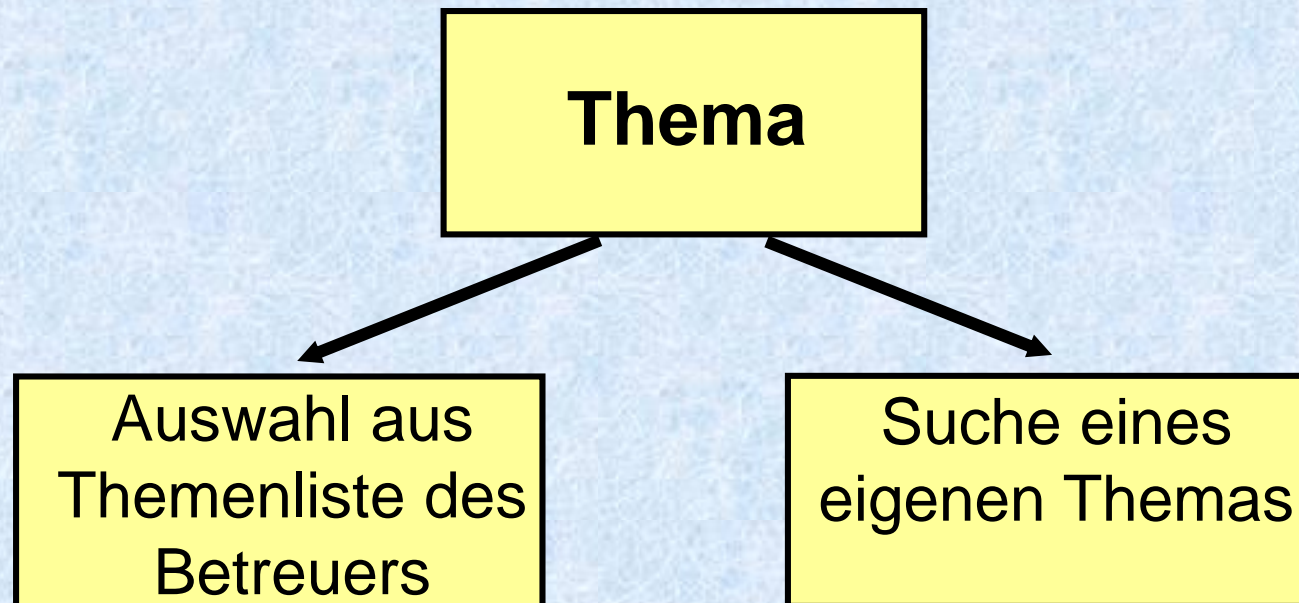 Thema
Auswahl aus
Themenliste des
Betreuers
Suche eines
eigenen Themas